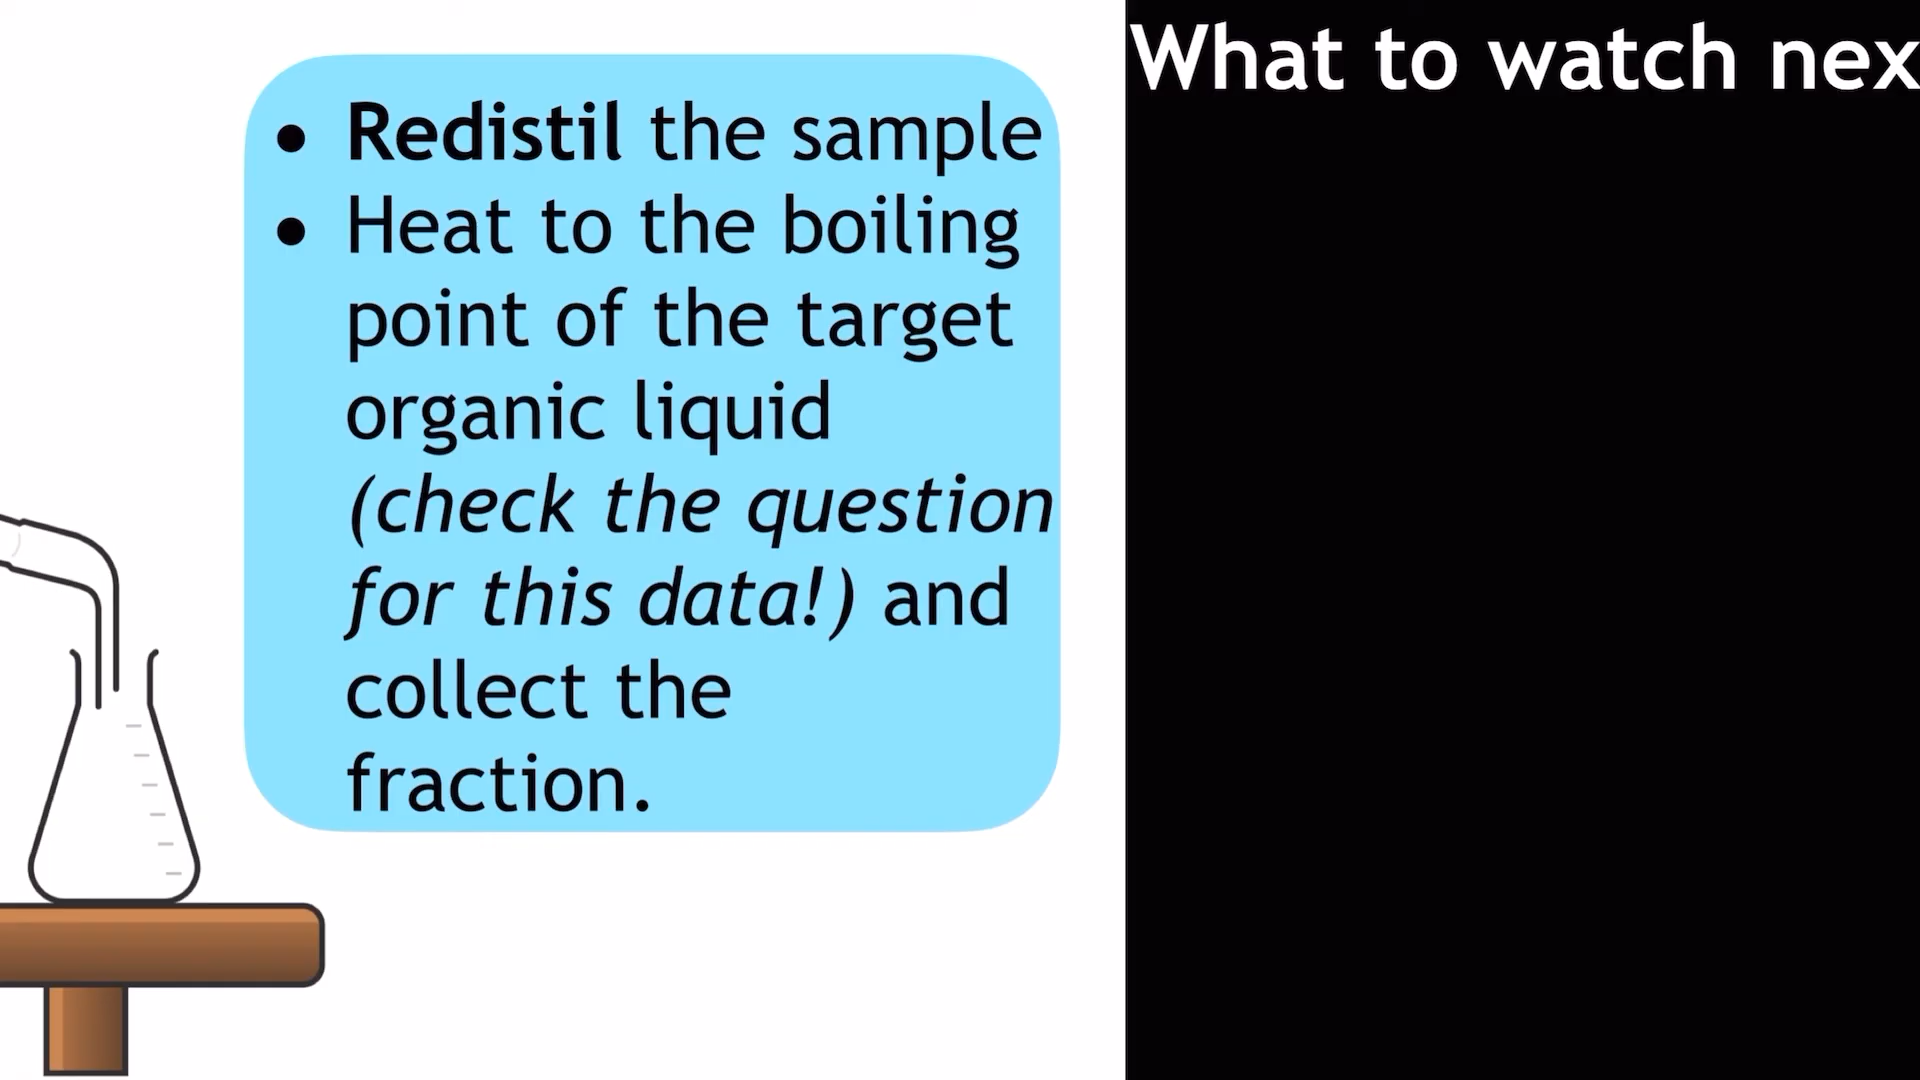 • Redistil the sample
• Heat to the boiling
point of the target
organic liquid
(check the question
for this data!) and
collect the
fraction.
What to watch nex